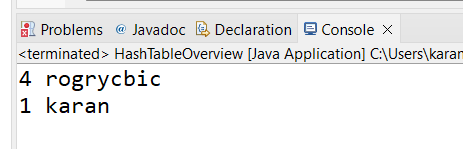 Problems @ Javadoc Declaration Console
<terminated> HashTableOverview [Java Application] C:\Users\karan
4 rogrycbic
1 karan